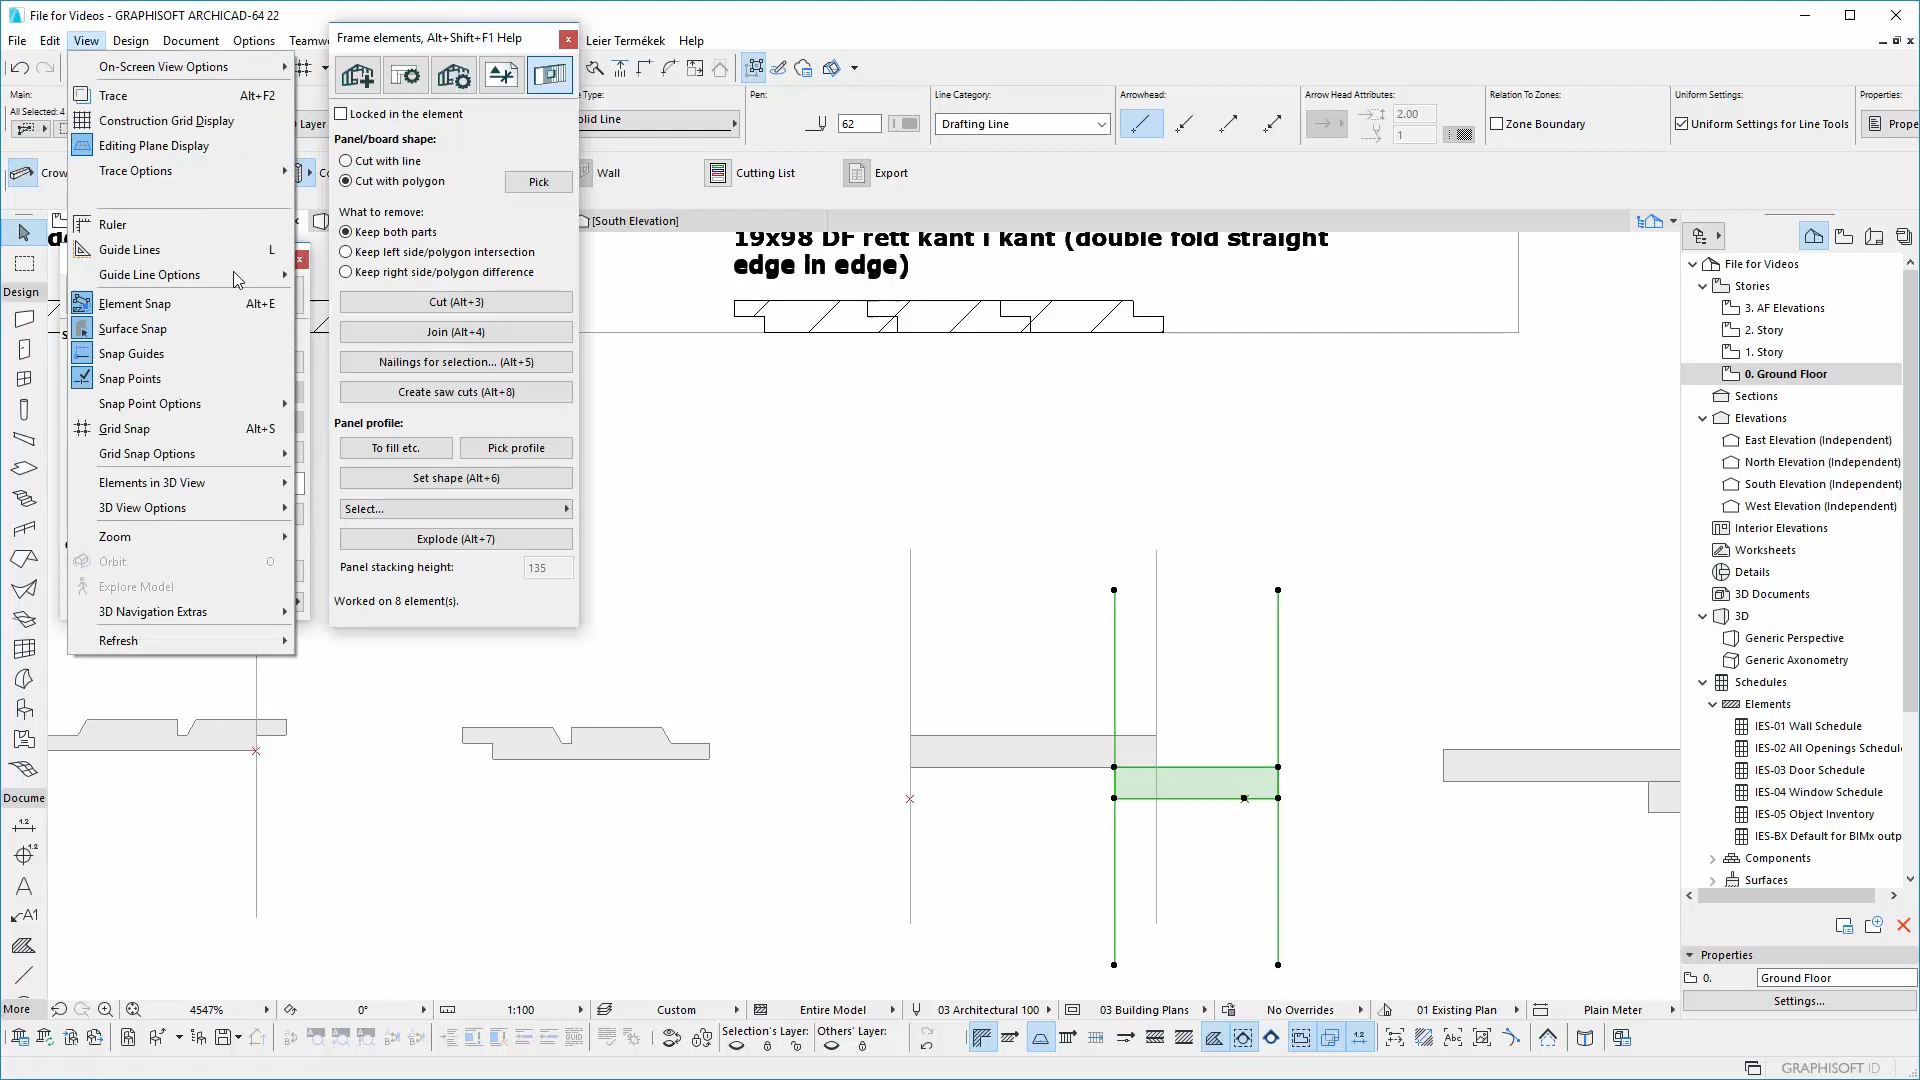 File for Videos - GRAPHISOFT ARCHICAD-64 22
File Edit View Design Document Options Teamw Leier Termékek Help
Main:
All Selected: 4
Layer
Type:
olid Line
Pen:
62
Line Category:
Drafting Line
Arrowhead:
Arrow Head Attributes:
2.00
1
Relation To Zones:
Zone Boundary
Uniform Settings:
Uniform Settings for Line Tools
Properties:
Prope
Crow
Co
Wall
Cutting List
Export
[South Elevation]
On-Screen View Options
Trace Alt+F2
Construction Grid Display
Editing Plane Display
Trace Options
Ruler
Guide Lines L
Guide Line Options
Element Snap Alt+E
Surface Snap
Snap Guides
Snap Points
Snap Point Options
Grid Snap Alt+S
Grid Snap Options
Elements in 3D View
3D View Options
Zoom
Orbit O
Explore Model
3D Navigation Extras
Refresh
Frame elements, Alt+Shift+F1 Help
Locked in the element
Panel/board shape:
Cut with line
Cut with polygon
Pick
What to remove:
Keep both parts
Keep left side/polygon intersection
Keep right side/polygon difference
Cut (Alt+3)
Join (Alt+4)
Nailings for selection... (Alt+5)
Create saw cuts (Alt+8)
Panel profile:
To fill etc.
Pick profile
Set shape (Alt+6)
Select...
Explode (Alt+7)
Panel stacking height:
135
Worked on 8 element(s).
19x98 DF rett kant i kant (double fold straight
edge in edge)
Design
Docume
More
File for Videos
Stories
3. AF Elevations
2. Story
1. Story
0. Ground Floor
Sections
Elevations
East Elevation (Independent)
North Elevation (Independent)
South Elevation (Independent)
West Elevation (Independent)
Interior Elevations
Worksheets
Details
3D Documents
3D
Generic Perspective
Generic Axonometry
Schedules
Elements
IES-01 Wall Schedule
IES-02 All Openings Schedul
IES-03 Door Schedule
IES-04 Window Schedule
IES-05 Object Inventory
IES-BX Default for BIMx outp
Components
Surfaces
Properties
0.
Ground Floor
Settings...
4547%
0°
1:100
Custom
Entire Model
03 Architectural 100
03 Building Plans
No Overrides
01 Existing Plan
Plain Meter
Selection's Layer:
Others' Layer:
GRAPHISOFT ID